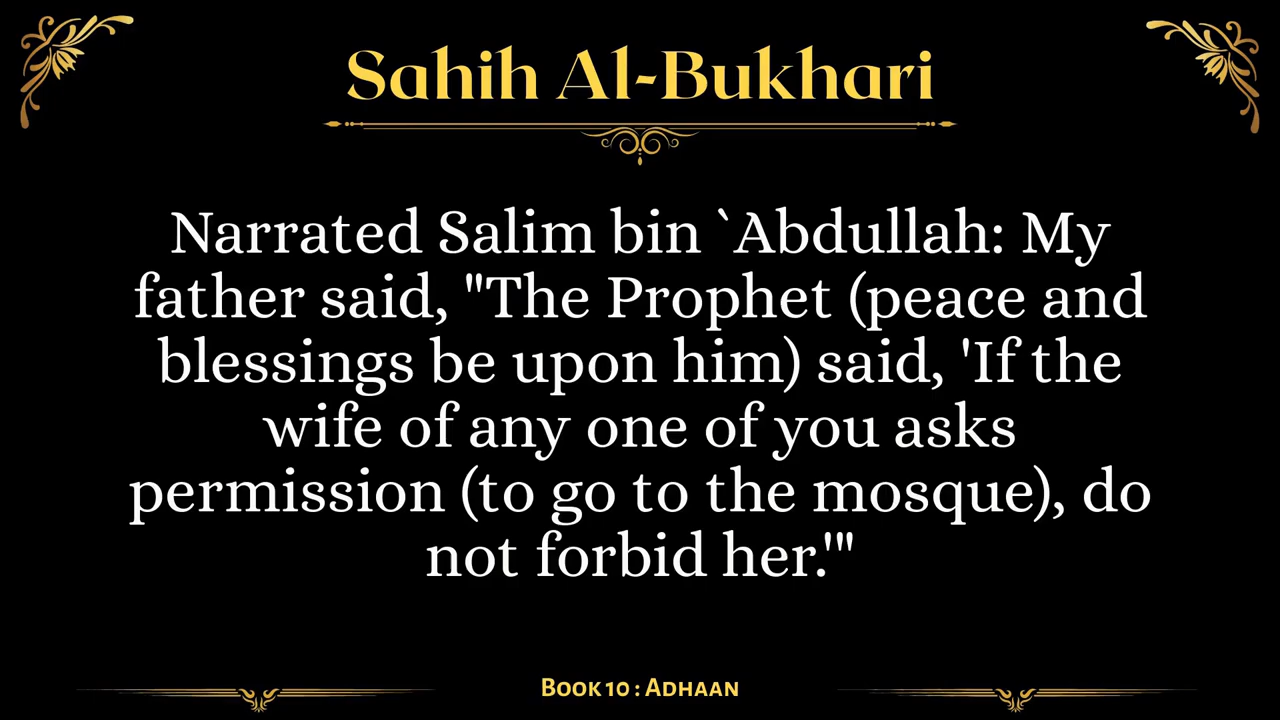 Sahih Al-Bukhari
Narrated Salim bin `Abdullah: My
father said, "The Prophet (peace and
blessings be upon him) said, 'If the
wife of any one of you asks
permission (to go to the mosque), do
not forbid her.'"
Book 10 : Adhaan